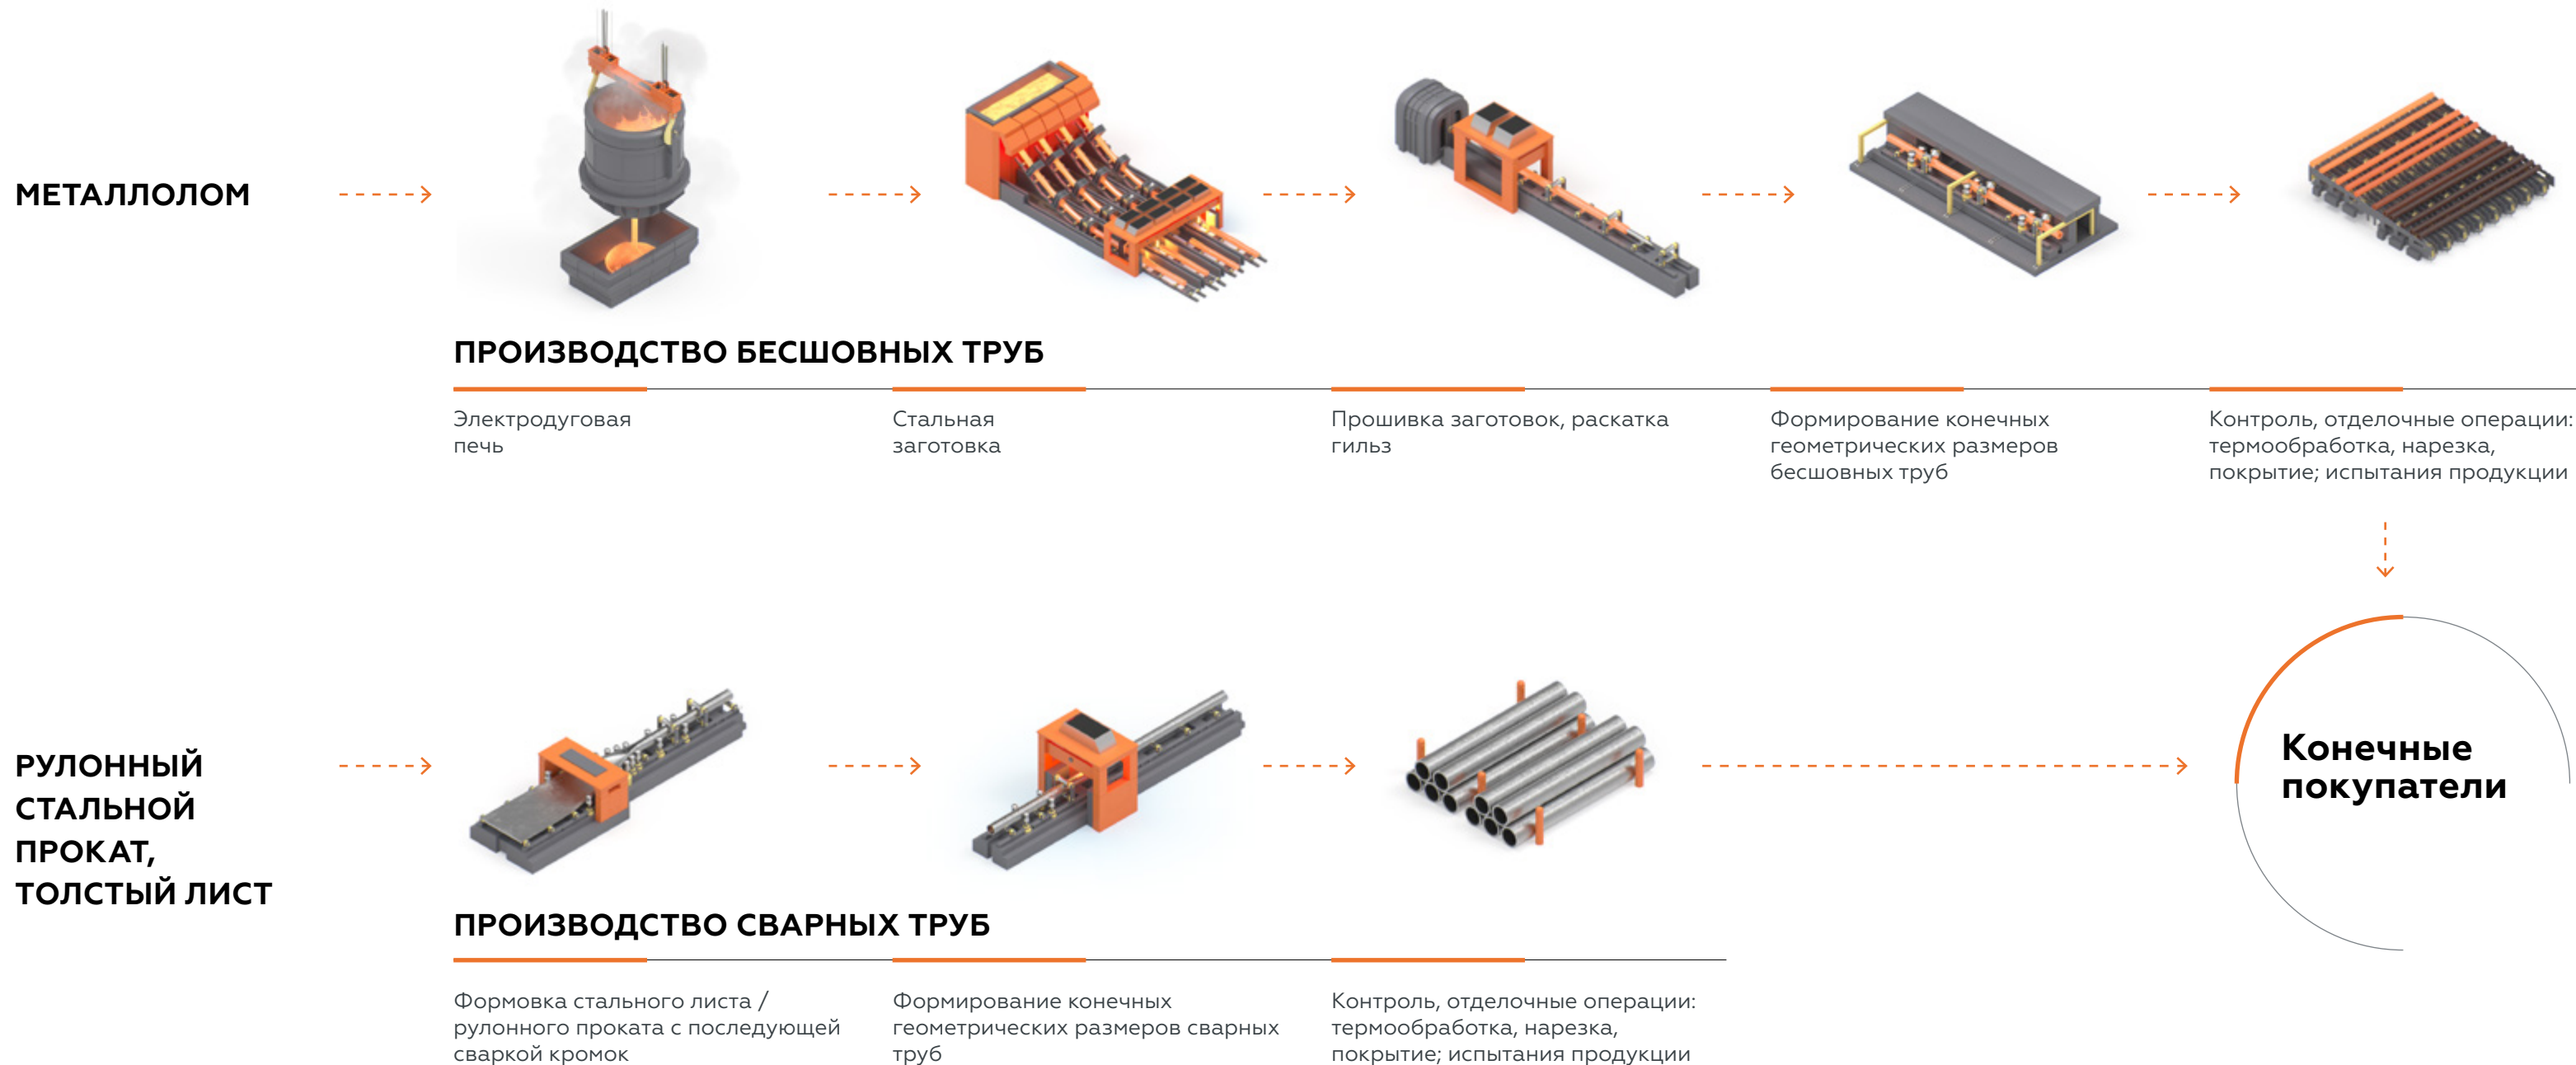 МЕТАЛЛОЛОМ
ПРОИЗВОДСТВО БЕСШОВНЫХ ТРУБ
Электродуговая
печь
Стальная
заготовка
Прошивка заготовок, раскатка
гильз
Формирование конечных
геометрических размеров
бесшовных труб
Контроль, отделочные операции:
термообработка, нарезка,
покрытие; испытания продукции
РУЛОННЫЙ
СТАЛЬНОЙ
ПРОКАТ,
ТОЛСТЫЙ ЛИСТ
Конечные
покупатели
ПРОИЗВОДСТВО СВАРНЫХ ТРУБ
Формовка стального листа /
рулонного проката с последующей
сваркой кромок
Формирование конечных
геометрических размеров сварных
труб
Контроль, отделочные операции:
термообработка, нарезка,
покрытие; испытания продукции